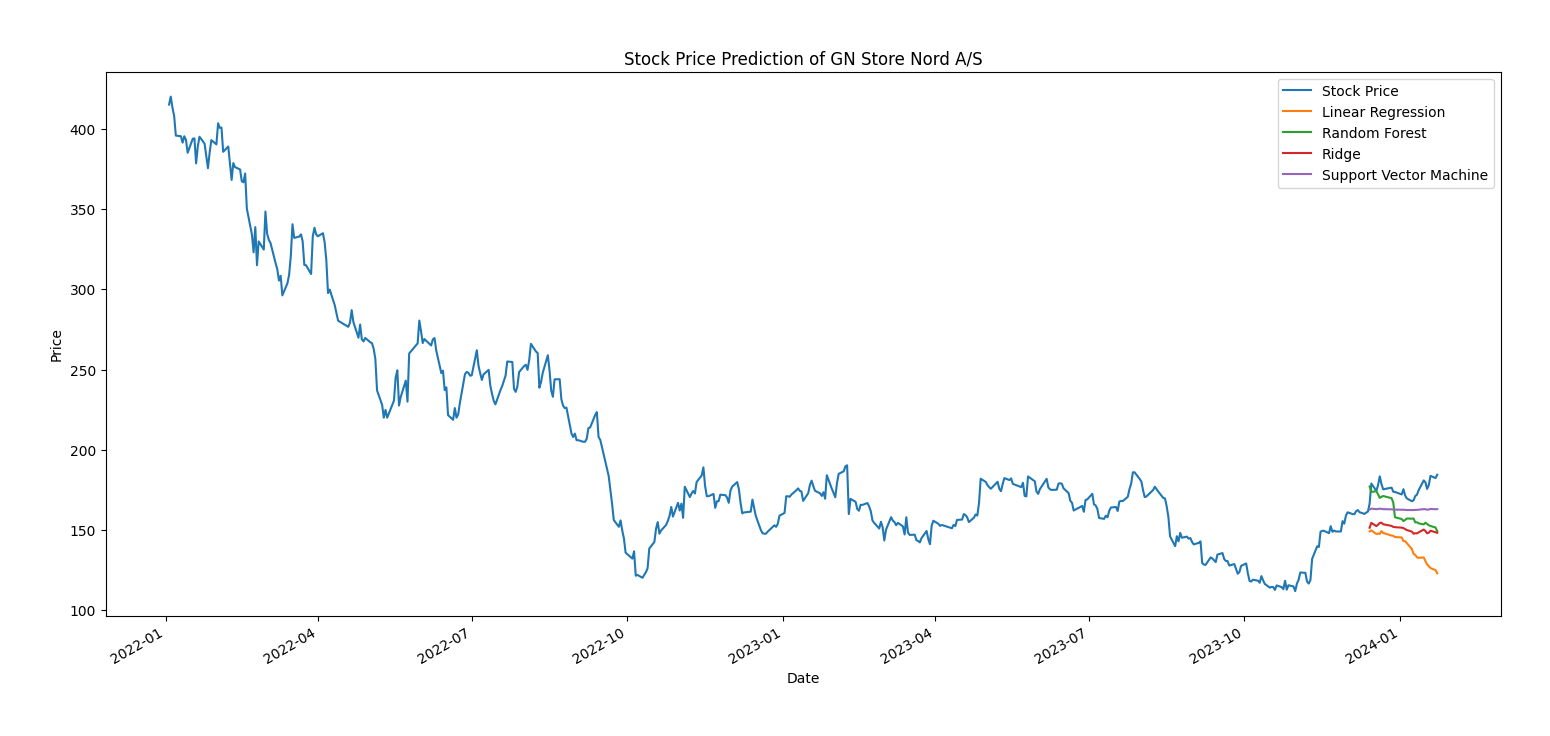 Stock Price Prediction of GN Store Nord A/S
Stock Price
Linear Regression
Random Forest
Ridge
Support Vector Machine
Price
400
350
300
250
200
150
100
2022-01
2022-04
2022-07
2022-10
2023-01
2023-04
2023-07
2023-10
2024-01
Date